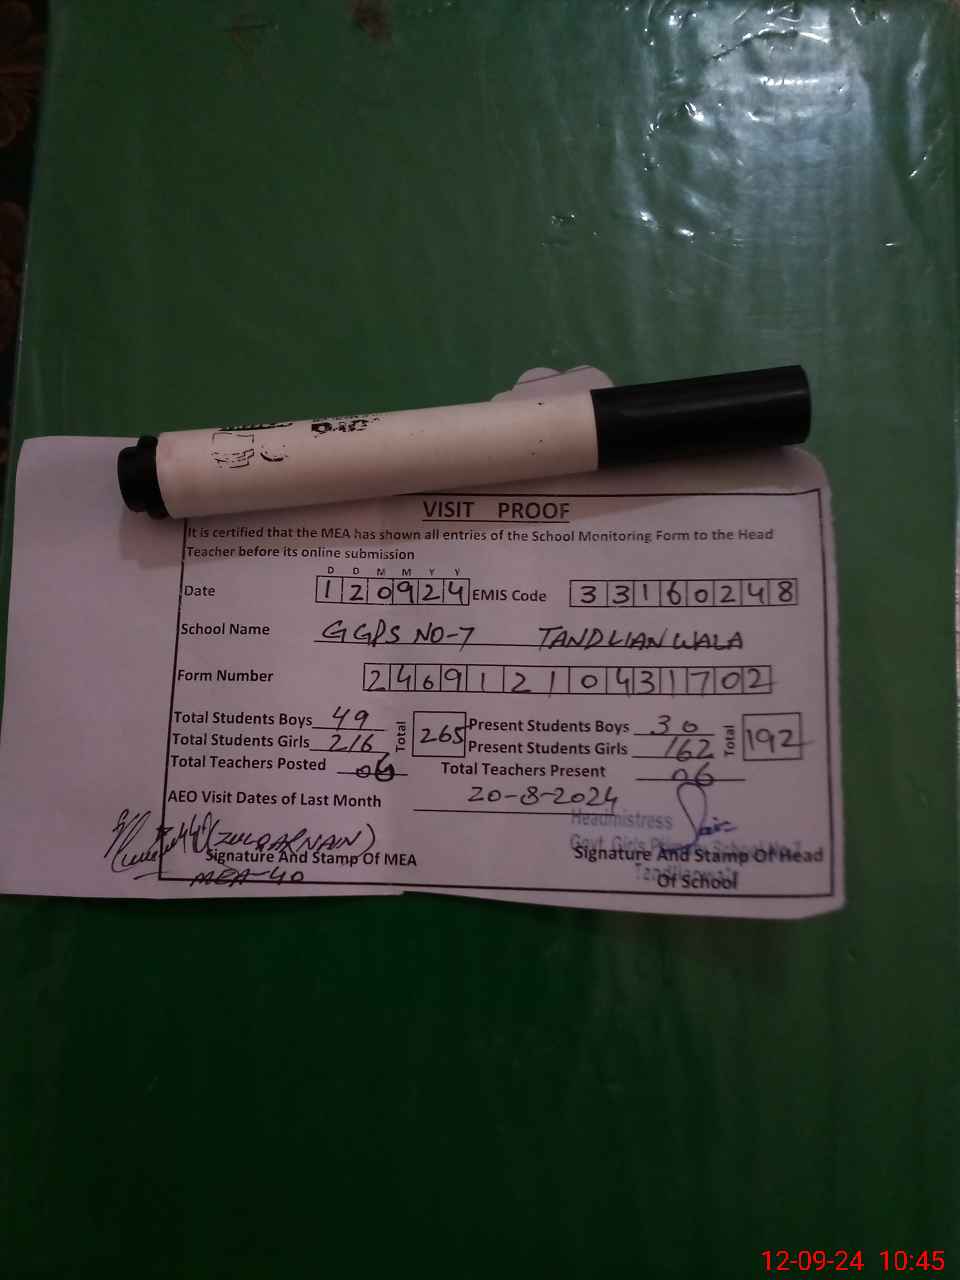 VISIT PROOF
It is certified that the MEA has shown all entries of the School Monitoring Form to the Head
Teacher before its online submission
D D M M Y Y
Date 120924 EMIS Code 33160248
School Name GGPS NO-7 TANDLIANWALA
Form Number 24691210431702
Total Students Boys 49 Total 265 Present Students Boys 30 Total 192
Total Students Girls 216 Present Students Girls 162
Total Teachers Posted 06 Total Teachers Present 06
AEO Visit Dates of Last Month 20-8-2024
Headmistress
(ZULQARNAIN) Govt. Girls
Signature And Stamp Of MEA Signature And Stamp Of Head
MEA-40 Of School
12-09-24 10:45